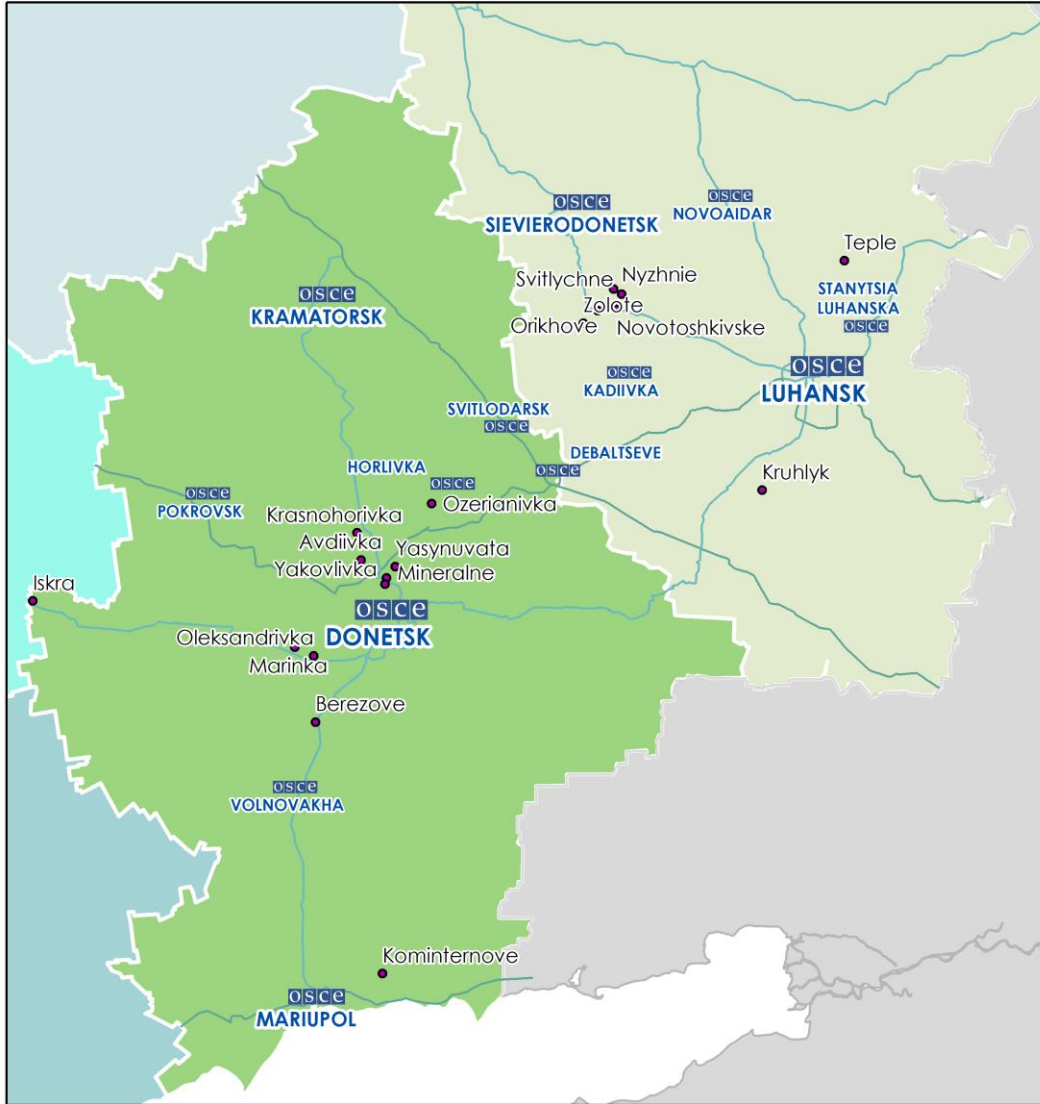 osce
SIEVIERODONETSK
osce
NOVOAIDAR
Teple
Svitlychne
Nyzhnie
Zolote
Orikhove
Novotoshkivske
STANYTSIA
LUHANSKA
osce
osce
KRAMATORSK
osce
KADIIVKA
osce
LUHANSK
SVITLODARSK
osce
DEBALTSEVE
osce
HORLIVKA
osce
Kruhlyk
osce
POKROVSK
Ozerianivka
Krasnohorivka
Avdiivka
Yasynuvata
Yakovlivka
Mineralne
Iskra
osce
DONETSK
Oleksandrivka
Marinka
Berezove
osce
VOLNOVAKHA
Kominternove
osce
MARIUPOL